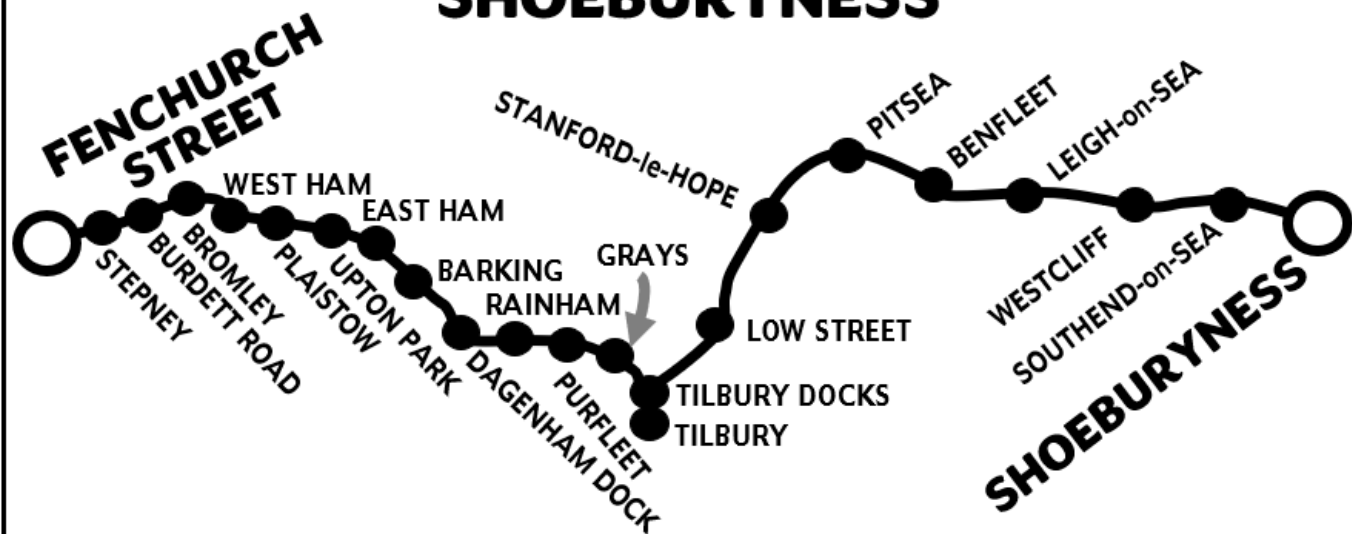 SHOEBURYNESS
FENCHURCH
STREET
STEPNEY
BURDETT ROAD
BROMLEY
WEST HAM
PLAISTOW
UPTON PARK
EAST HAM
BARKING
DAGENHAM DOCK
RAINHAM
PURFLEET
GRAYS
TILBURY DOCKS
TILBURY
LOW STREET
STANFORD-le-HOPE
PITSEA
BENFLEET
LEIGH-on-SEA
WESTCLIFF
SOUTHEND-on-SEA
SHOEBURYNESS